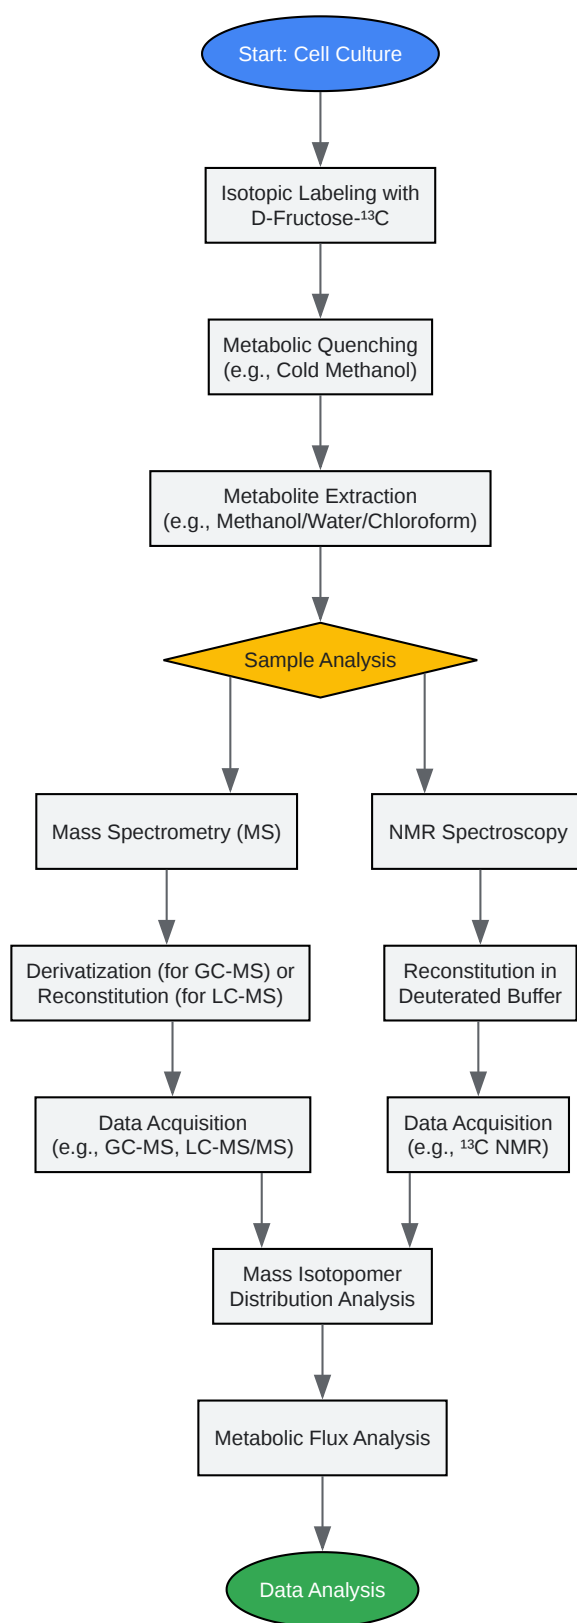 Start: Cell Culture
Isotopic Labeling with
D-Fructose-¹³C
Metabolic Quenching
(e.g., Cold Methanol)
Metabolite Extraction
(e.g., Methanol/Water/Chloroform)
Sample Analysis
Mass Spectrometry (MS)
NMR Spectroscopy
Derivatization (for GC-MS) or
Reconstitution (for LC-MS)
Reconstitution in
Deuterated Buffer
Data Acquisition
(e.g., GC-MS, LC-MS/MS)
Data Acquisition
(e.g., ¹³C NMR)
Mass Isotopomer
Distribution Analysis
Metabolic Flux Analysis
Data Analysis